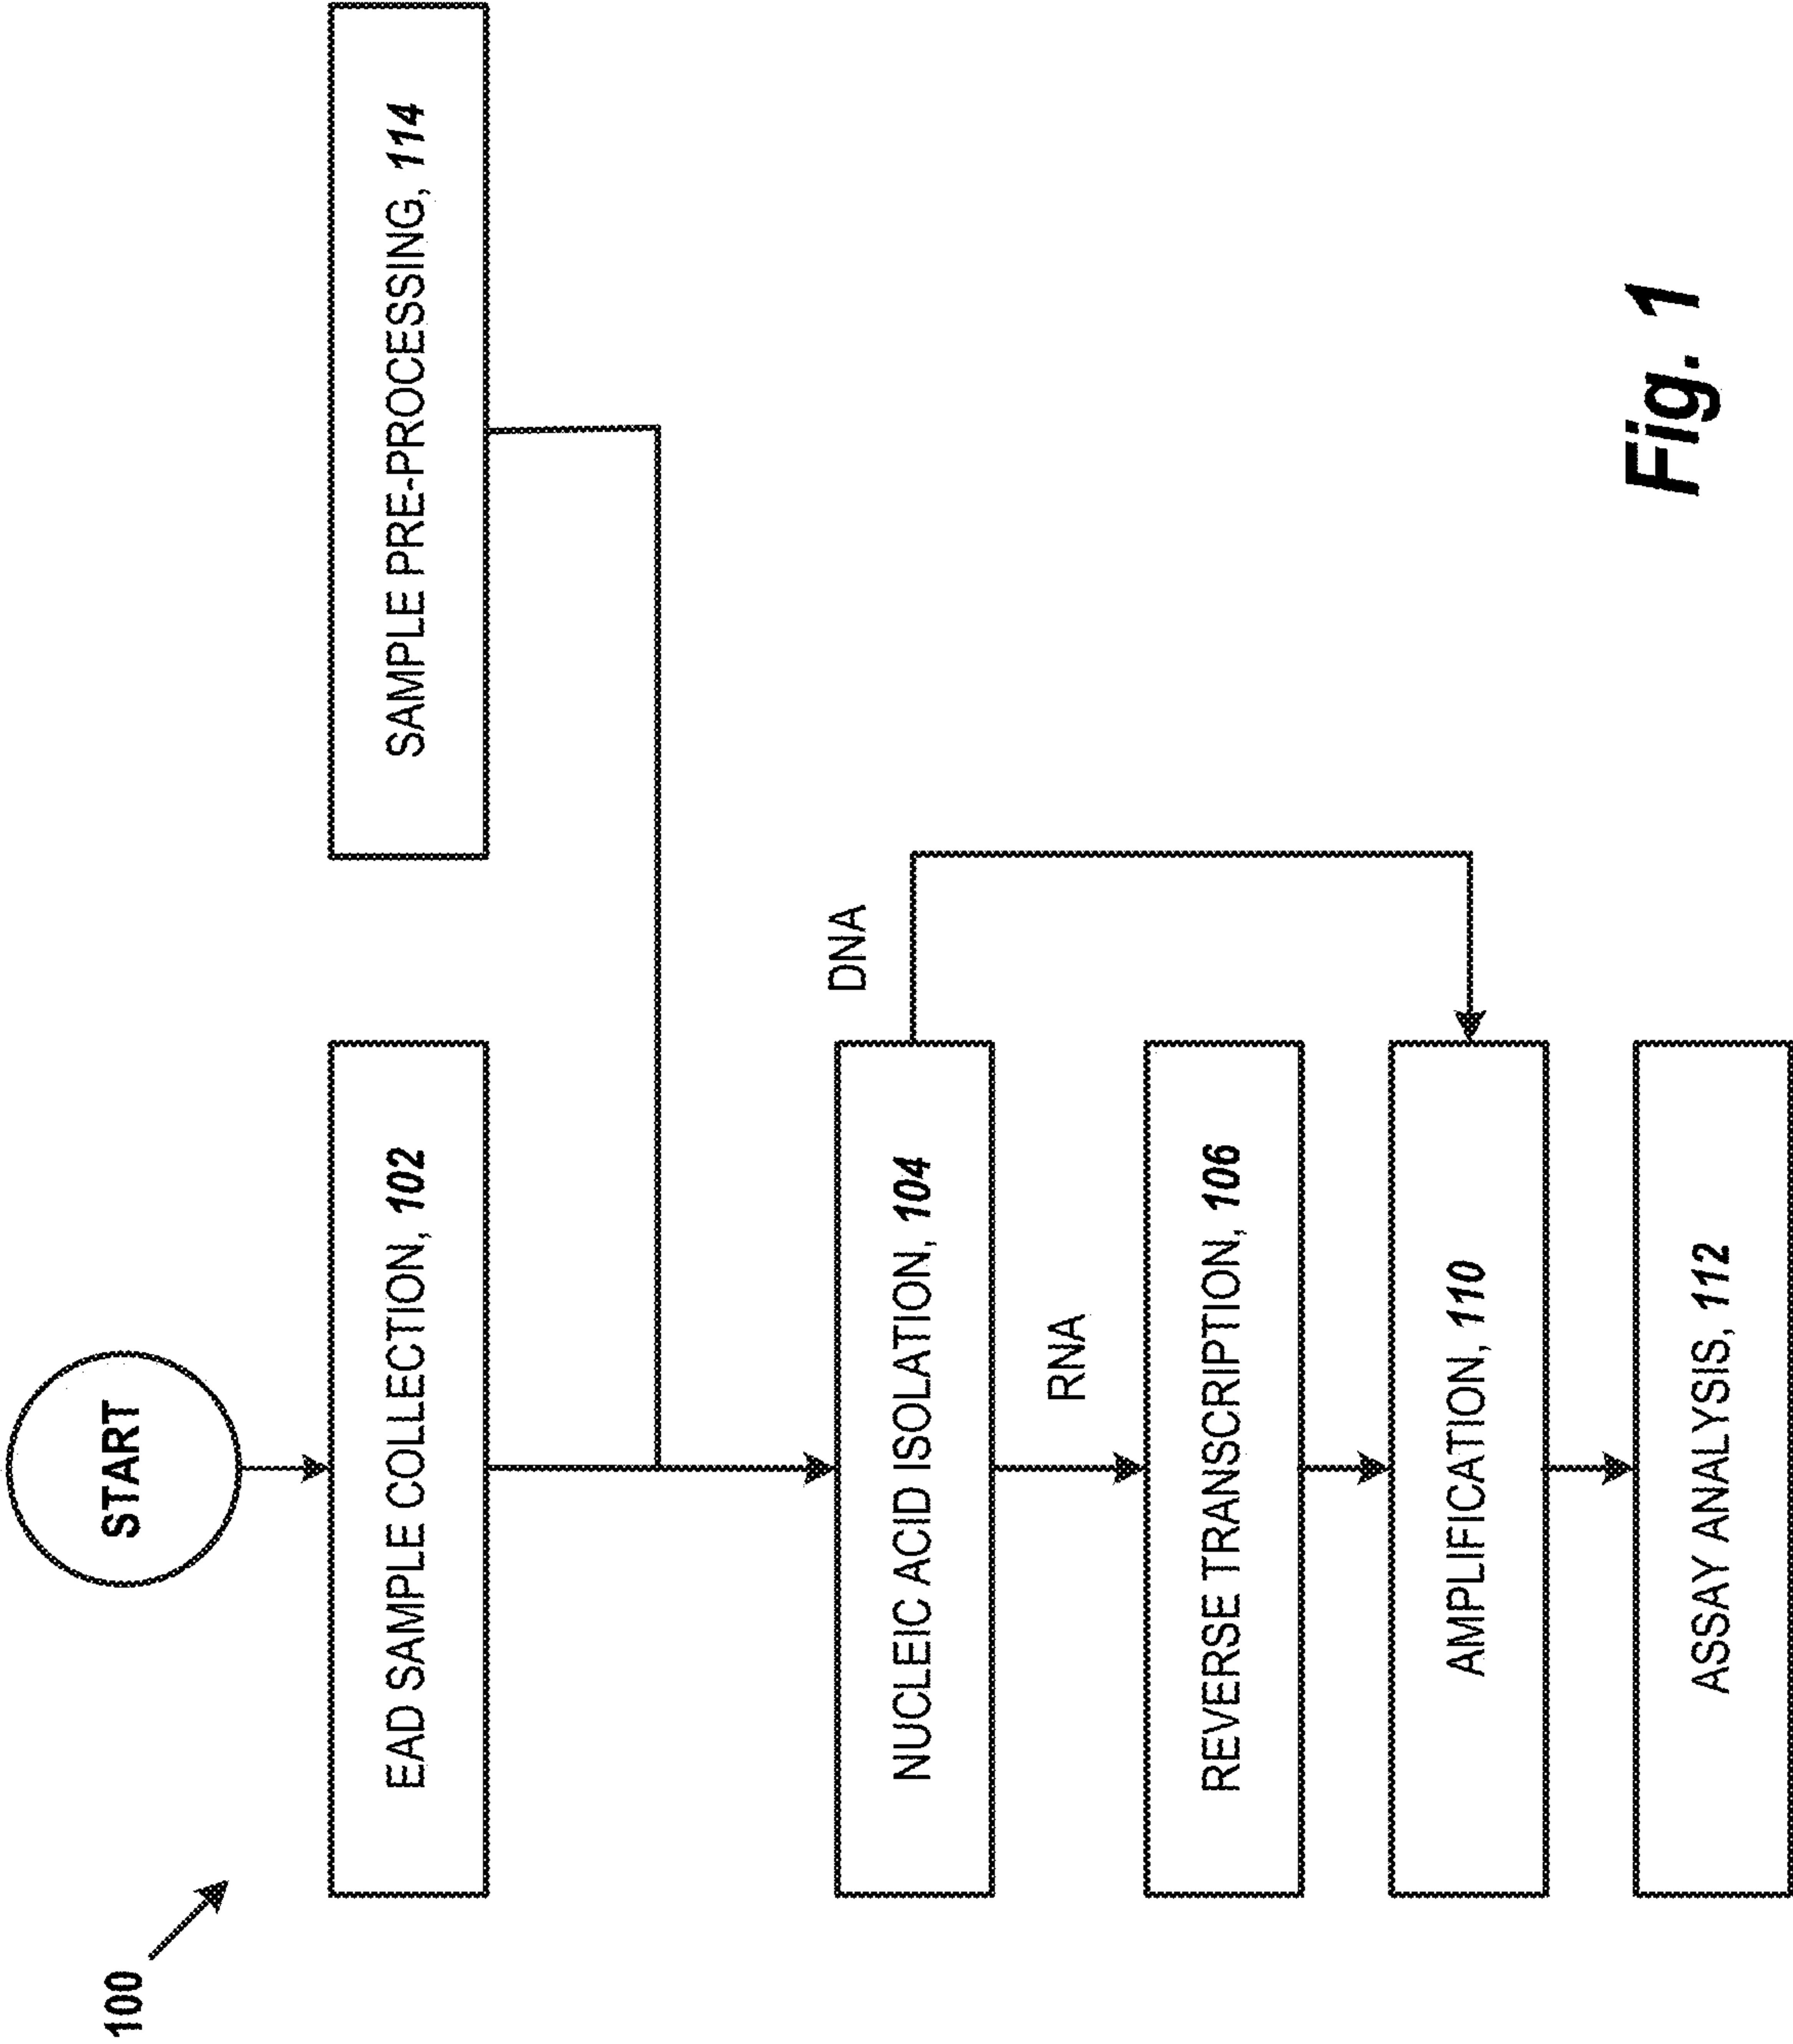 100
START
EAD SAMPLE COLLECTION, 102
SAMPLE PRE-PROCESSING, 114
NUCLEIC ACID ISOLATION, 104
DNA
RNA
REVERSE TRANSCRIPTION, 106
AMPLIFICATION, 110
ASSAY ANALYSIS, 112
Fig. 1